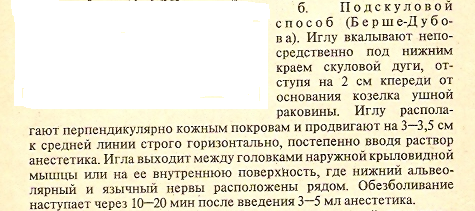 б. Подскуловой
способ (Берше-Дубо-
ва). Иглу вкалывают непо-
средственно под нижним
краем скуловой дуги, от-
ступя на 2 см кпереди от
основания козелка ушной
раковины. Иглу распола-
гают перпендикулярно кожным покровам и продвигают на 3—3,5 см
к средней линии строго горизонтально, постепенно вводя раствор
анестетика. Игла выходит между головками наружной крыловидной
мышцы или на ее внутреннюю поверхность, где нижний альвео-
лярный и язычный нервы расположены рядом. Обезболивание
наступает через 10—20 мин после введения 3—5 мл анестетика.